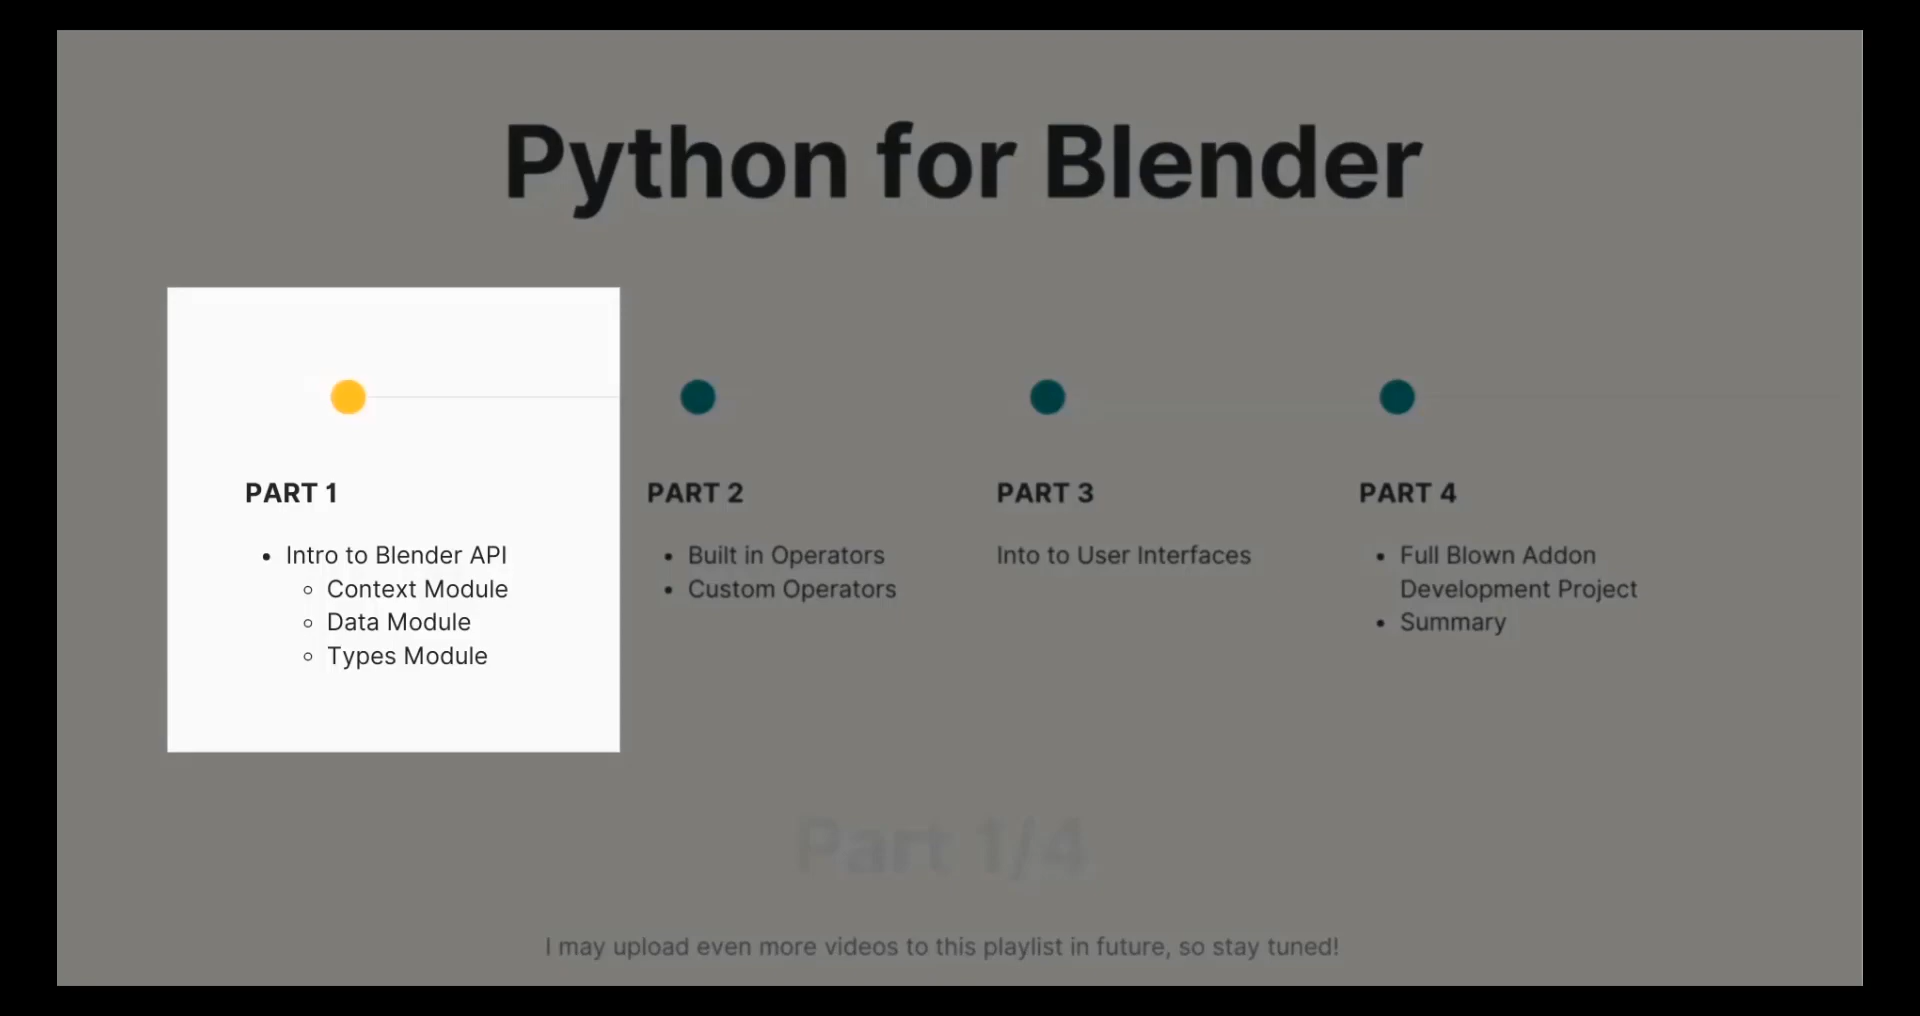 Python for Blender
PART 1
• Intro to Blender API
◦ Context Module
◦ Data Module
◦ Types Module
PART 2
• Built in Operators
• Custom Operators
PART 3
Into to User Interfaces
PART 4
• Full Blown Addon
Development Project
• Summary
Part 1/4
I may upload even more videos to this playlist in future, so stay tuned!